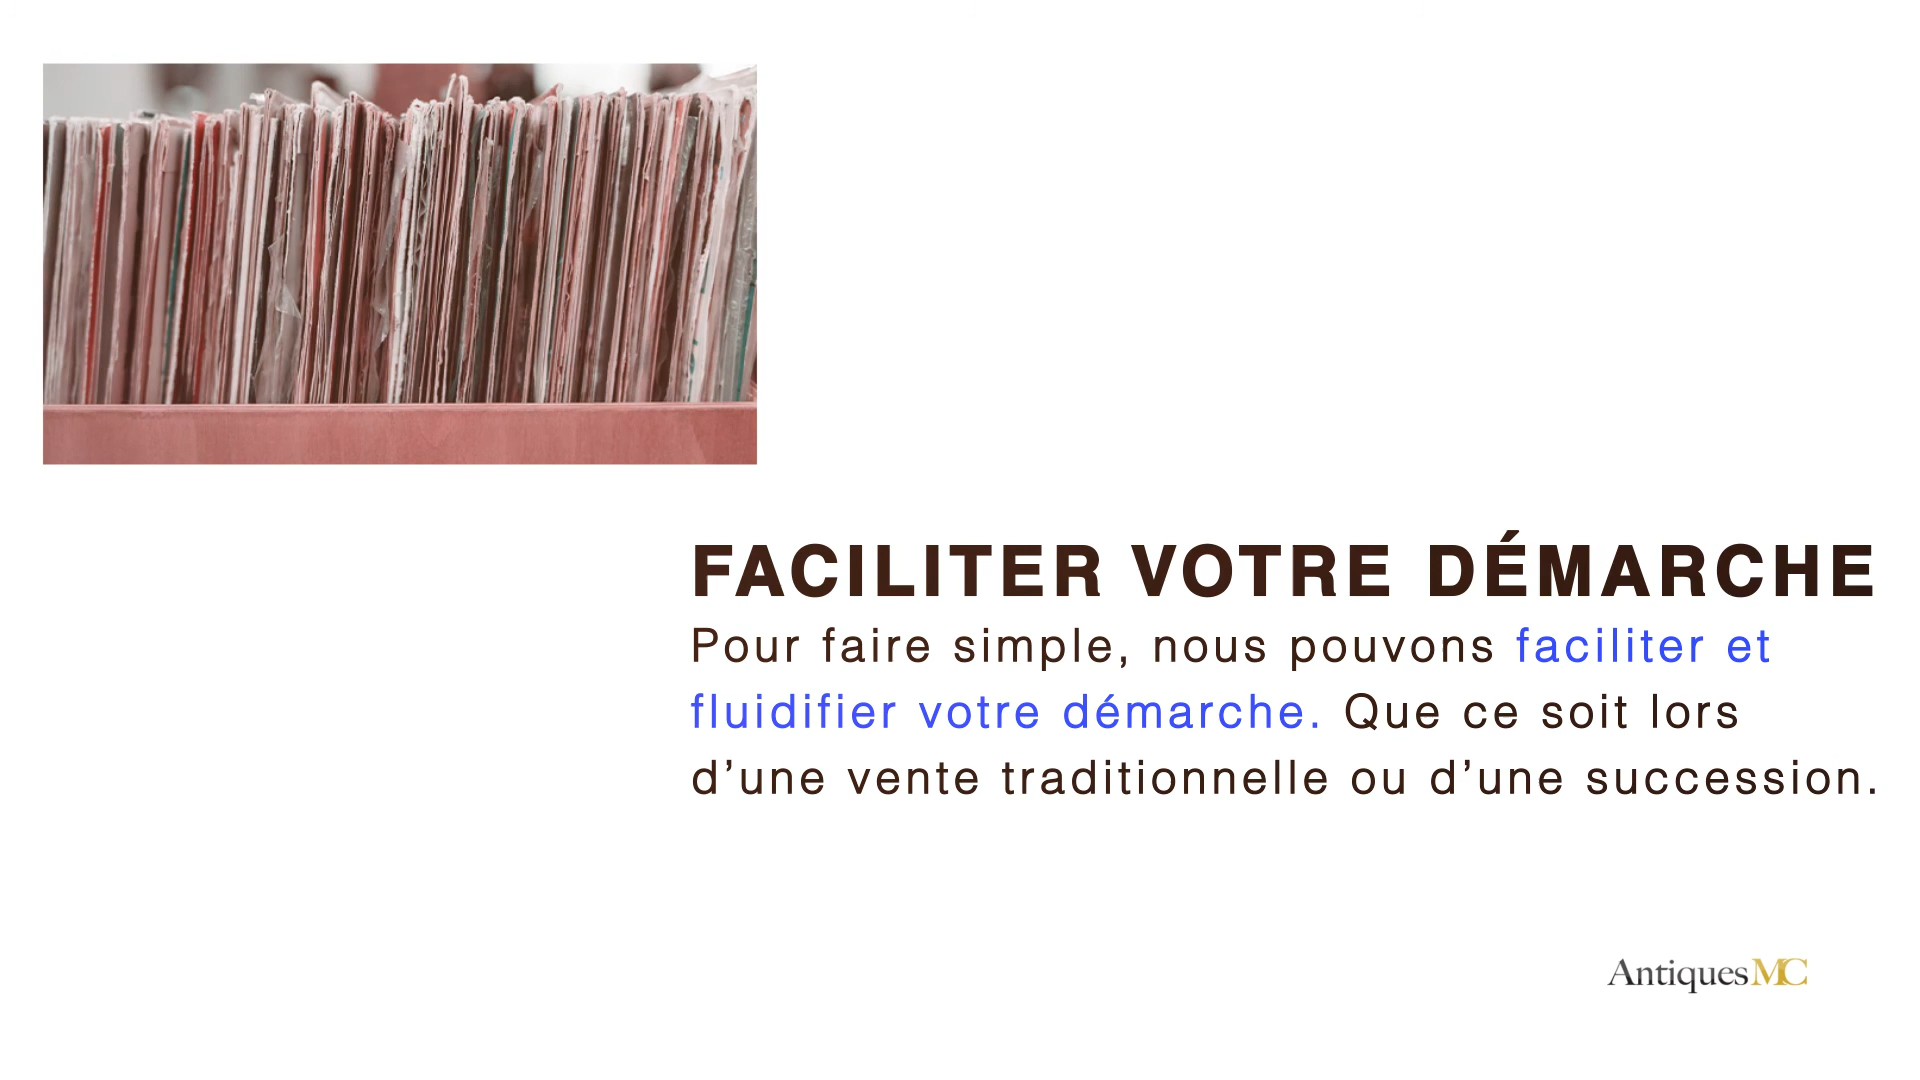 FACILITER VOTRE DÉMARCHE
Pour faire simple, nous pouvons faciliter et
fluidifier votre démarche. Que ce soit lors
d’une vente traditionnelle ou d’une succession.
AntiquesMC